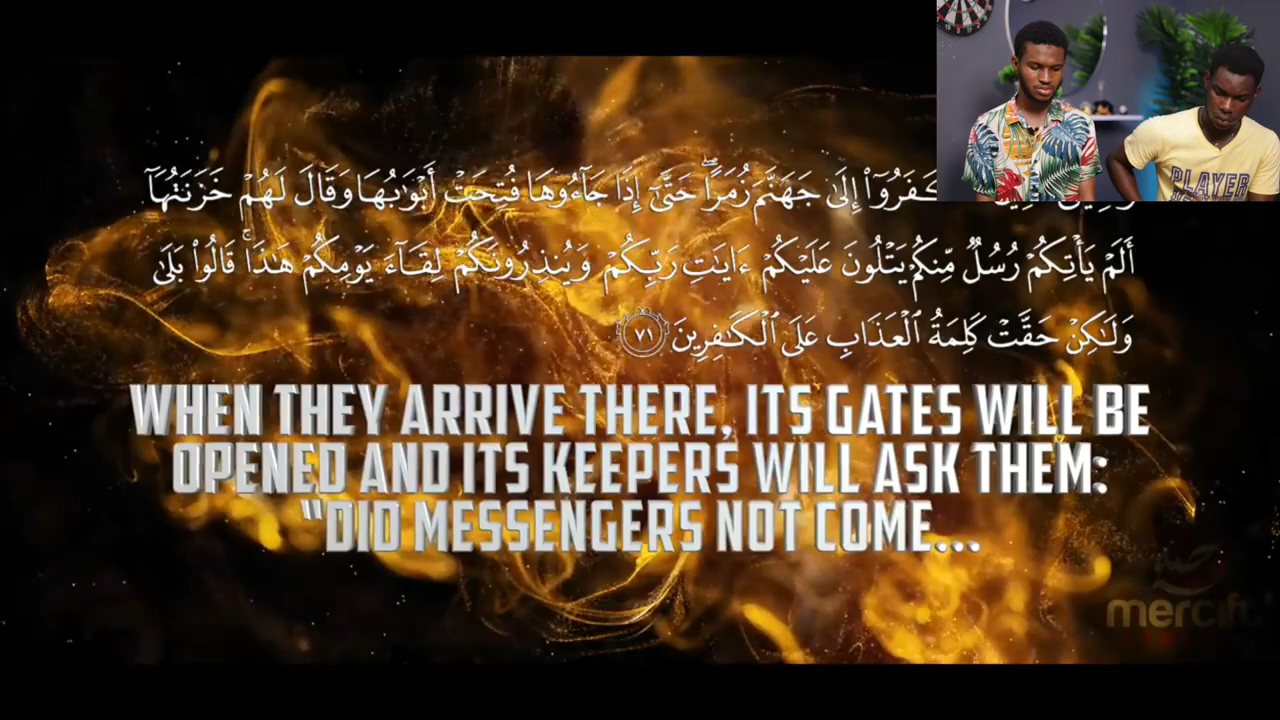 كَفَرُوٓا۟ إِلَىٰ جَهَنَّمَ زُمَرًا ۖ حَتَّىٰٓ إِذَا جَآءُوهَا فُتِحَتْ أَبْوَٰبُهَا وَقَالَ لَهُمْ خَزَنَتُهَآ
أَلَمْ يَأْتِكُمْ رُسُلٌ مِّنكُمْ يَتْلُونَ عَلَيْكُمْ ءَايَٰتِ رَبِّكُمْ وَيُنذِرُونَكُمْ لِقَآءَ يَوْمِكُمْ هَٰذَا ۚ قَالُوا۟ بَلَىٰ
وَلَٰكِنْ حَقَّتْ كَلِمَةُ ٱلْعَذَابِ عَلَى ٱلْكَٰفِرِينَ ٧١
WHEN THEY ARRIVE THERE, ITS GATES WILL BE
OPENED AND ITS KEEPERS WILL ASK THEM:
“DID MESSENGERS NOT COME...
PLAYER